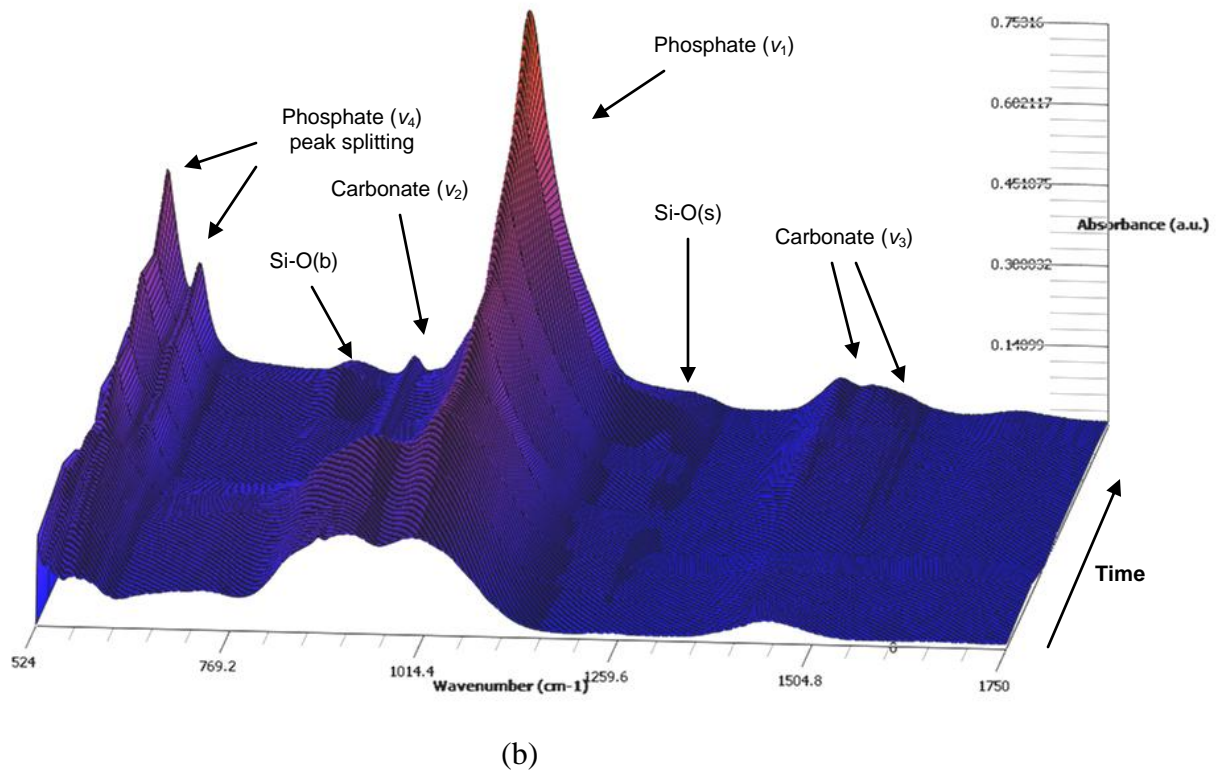 0.75316
Phosphate (v₁)
0.602117
Phosphate (v₄)
peak splitting
Carbonate (v₂)
0.451075
Si-O(s)
Absorbance (a.u.)
Carbonate (v₃)
Si-O(b)
0.300032
0.14899
Time
0
524
769.2
1014.4
1259.6
1504.8
1750
Wavenumber (cm-1)
(b)